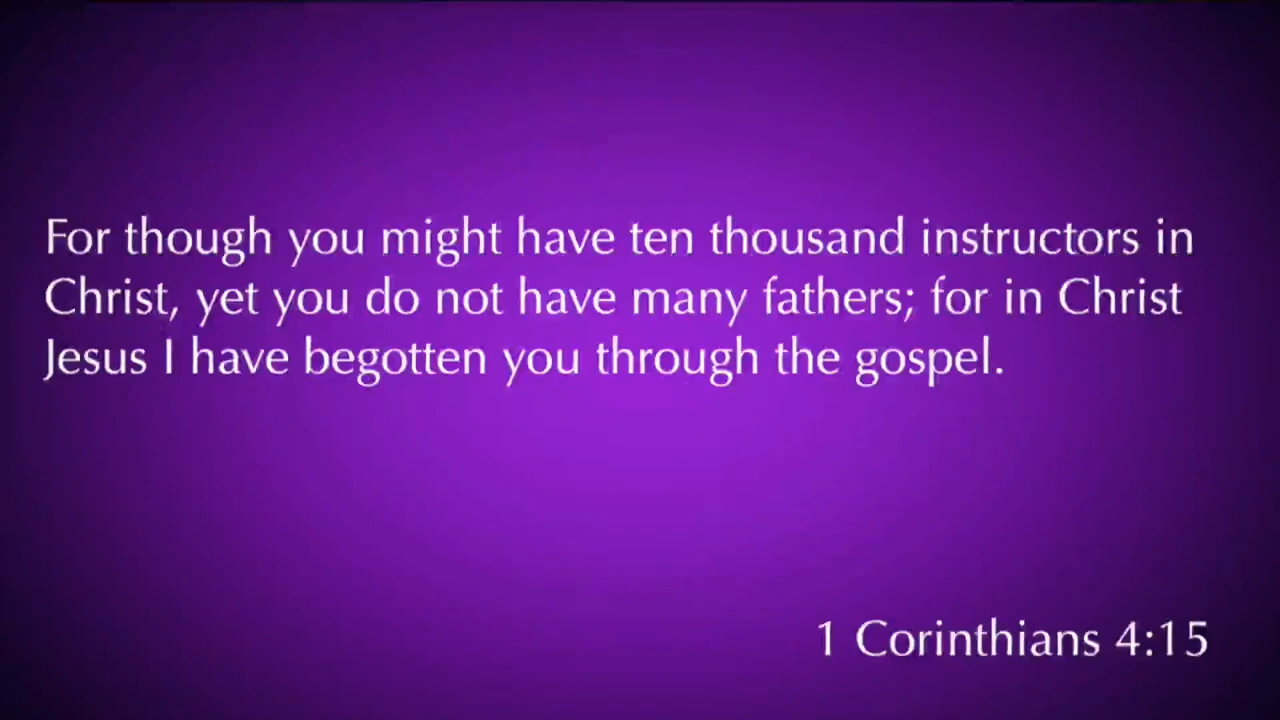 For though you might have ten thousand instructors in
Christ, yet you do not have many fathers; for in Christ
Jesus I have begotten you through the gospel.
1 Corinthians 4:15